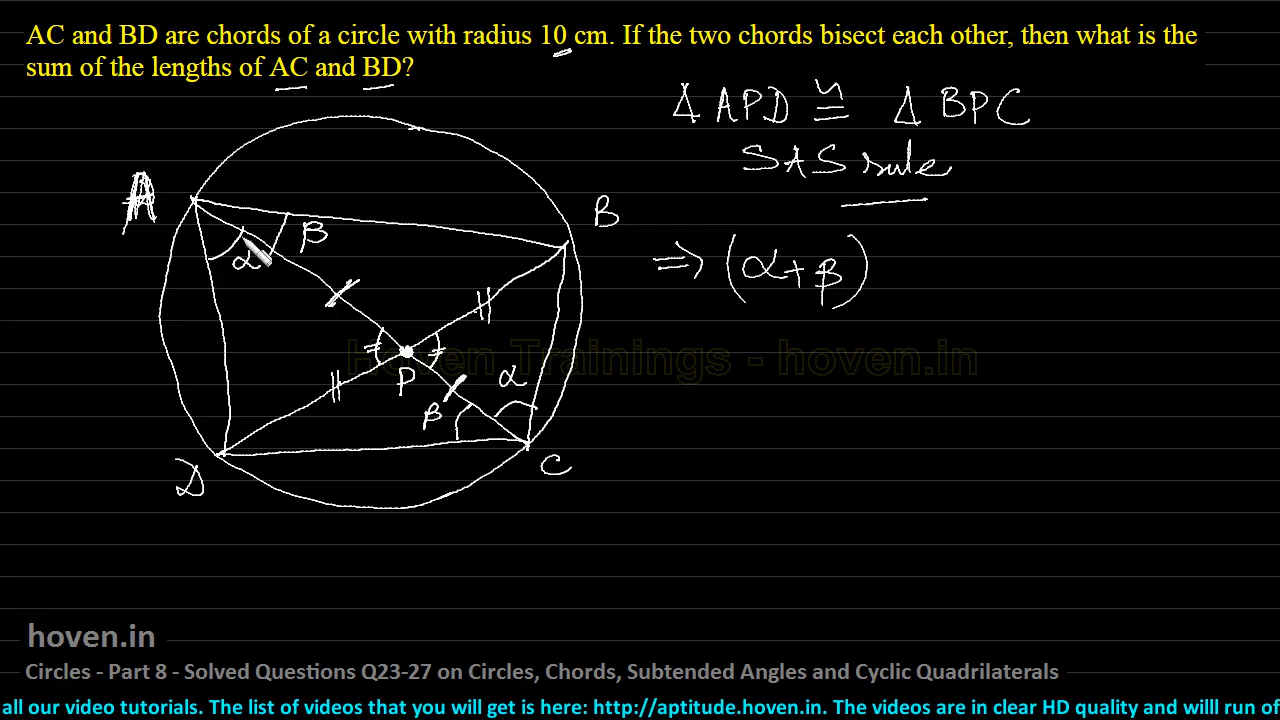 AC and BD are chords of a circle with radius 10 cm. If the two chords bisect each other, then what is the
sum of the lengths of AC and BD?
Δ APD ≅ Δ BPC
SAS rule
A
B
β
α
⇒ (α+β)
Hoven Trainings - hoven.in
P
α
β
D
C
hoven.in
Circles - Part 8 - Solved Questions Q23-27 on Circles, Chords, Subtended Angles and Cyclic Quadrilaterals
all our video tutorials. The list of videos that you will get is here: http://aptitude.hoven.in. The videos are in clear HD quality and willl run of